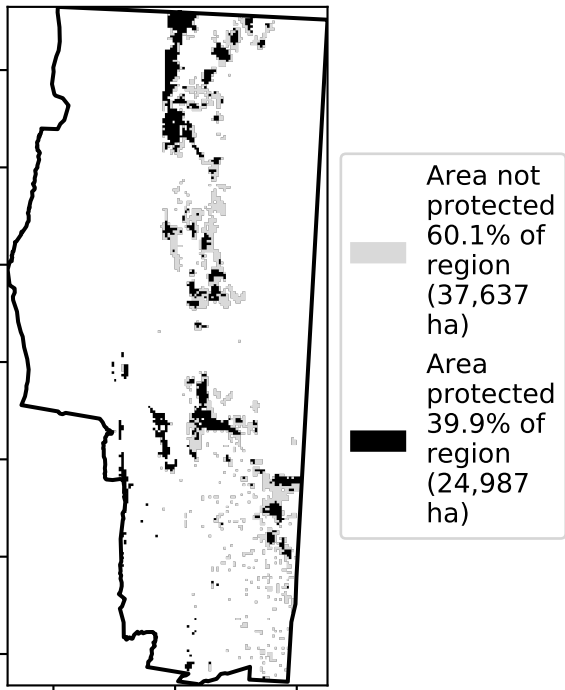 Area not
protected
60.1% of
region
(37,637
ha)
Area
protected
39.9% of
region
(24,987
ha)